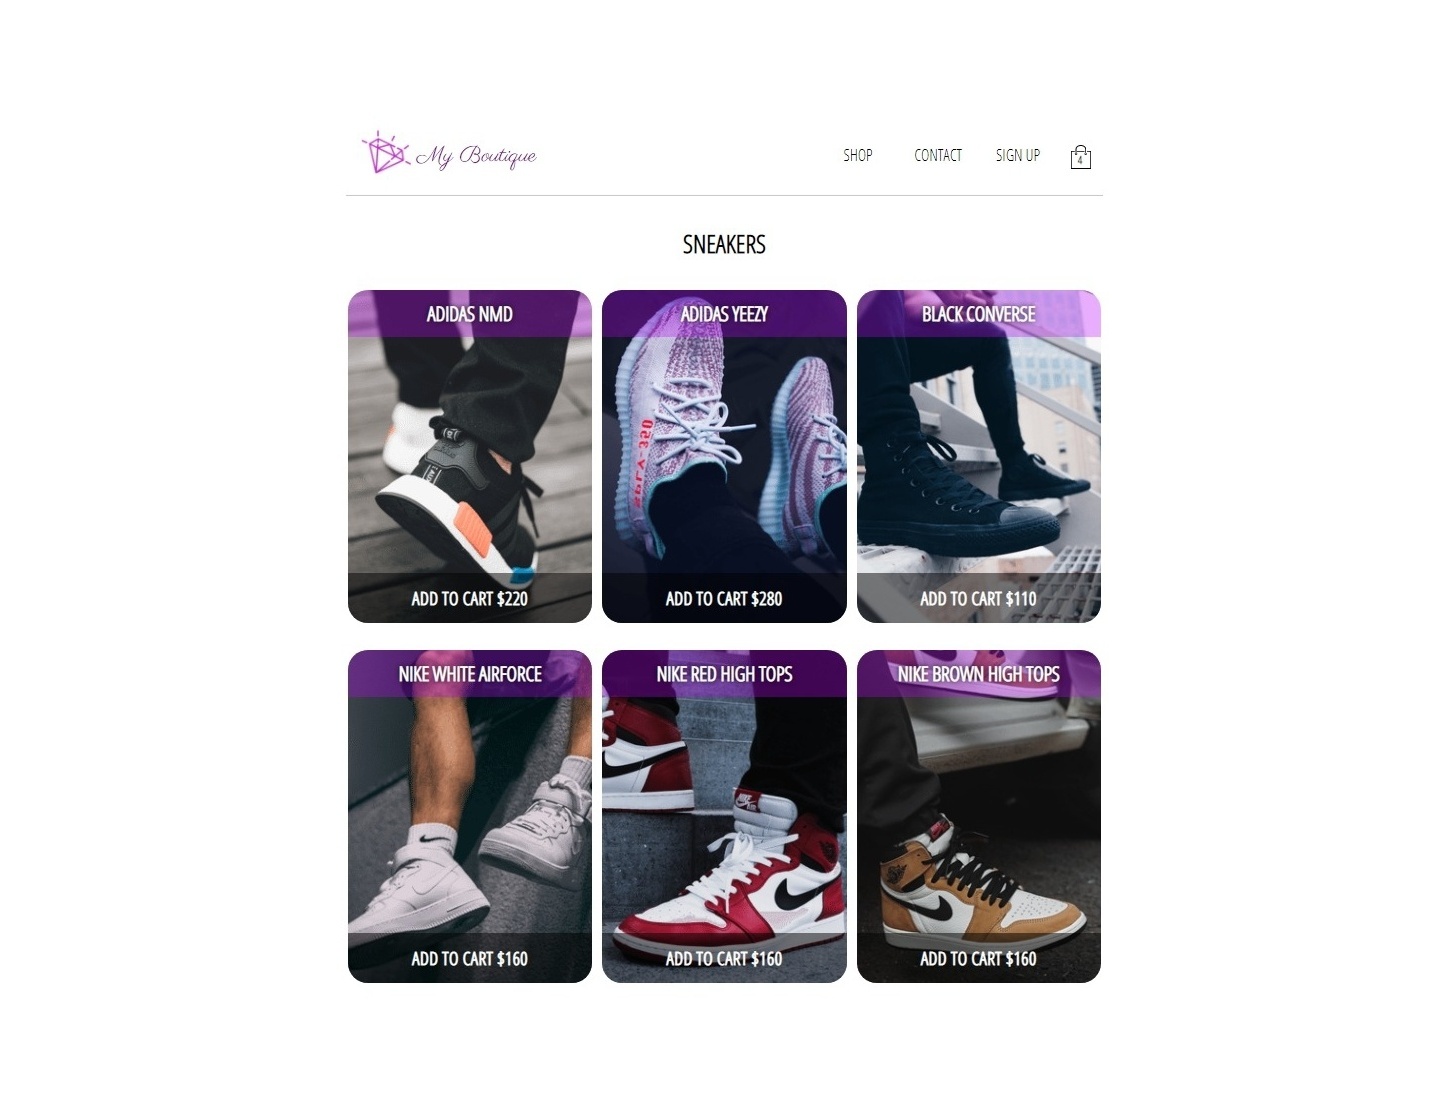 My Boutique
SHOP CONTACT SIGN UP 4
SNEAKERS
ADIDAS NMD
ADIDAS YEEZY
BLACK CONVERSE
ADD TO CART $220
ADD TO CART $280
ADD TO CART $110
NIKE WHITE AIRFORCE
NIKE RED HIGH TOPS
NIKE BROWN HIGH TOPS
ADD TO CART $160
ADD TO CART $160
ADD TO CART $160